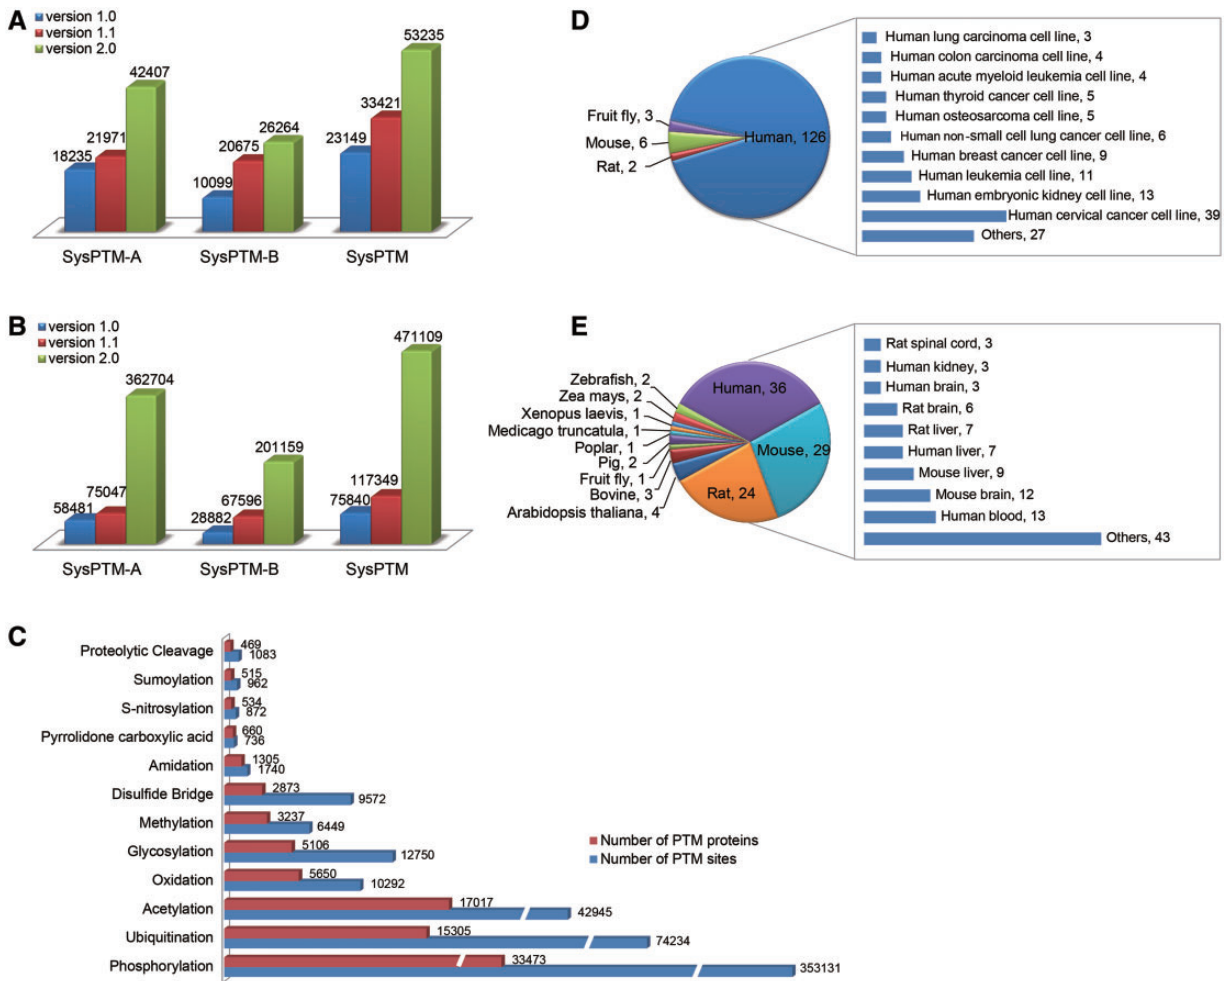 A
version 1.0
version 1.1
version 2.0
18235
21971
42407
10099
20675
26264
23149
33421
53235
SysPTM-A
SysPTM-B
SysPTM
B
version 1.0
version 1.1
version 2.0
58481
75047
362704
28882
67596
201159
75840
117349
471109
SysPTM-A
SysPTM-B
SysPTM
C
Proteolytic Cleavage
469
1083
Sumoylation
515
962
S-nitrosylation
534
872
Pyrrolidone carboxylic acid
660
736
Amidation
1305
1740
Disulfide Bridge
2873
9572
Methylation
3237
6449
Glycosylation
5106
12750
Oxidation
5650
10292
Acetylation
17017
42945
Ubiquitination
15305
74234
Phosphorylation
33473
353131
Number of PTM proteins
Number of PTM sites
D
Fruit fly, 3
Mouse, 6
Rat, 2
Human, 126
Human lung carcinoma cell line, 3
Human colon carcinoma cell line, 4
Human acute myeloid leukemia cell line, 4
Human thyroid cancer cell line, 5
Human osteosarcoma cell line, 5
Human non-small cell lung cancer cell line, 6
Human breast cancer cell line, 9
Human leukemia cell line, 11
Human embryonic kidney cell line, 13
Human cervical cancer cell line, 39
Others, 27
E
Zebrafish, 2
Zea mays, 2
Xenopus laevis, 1
Medicago truncatula, 1
Poplar, 1
Pig, 2
Fruit fly, 1
Bovine, 3
Arabidopsis thaliana, 4
Human, 36
Mouse, 29
Rat, 24
Rat spinal cord, 3
Human kidney, 3
Human brain, 3
Rat brain, 6
Rat liver, 7
Human liver, 7
Mouse liver, 9
Mouse brain, 12
Human blood, 13
Others, 43